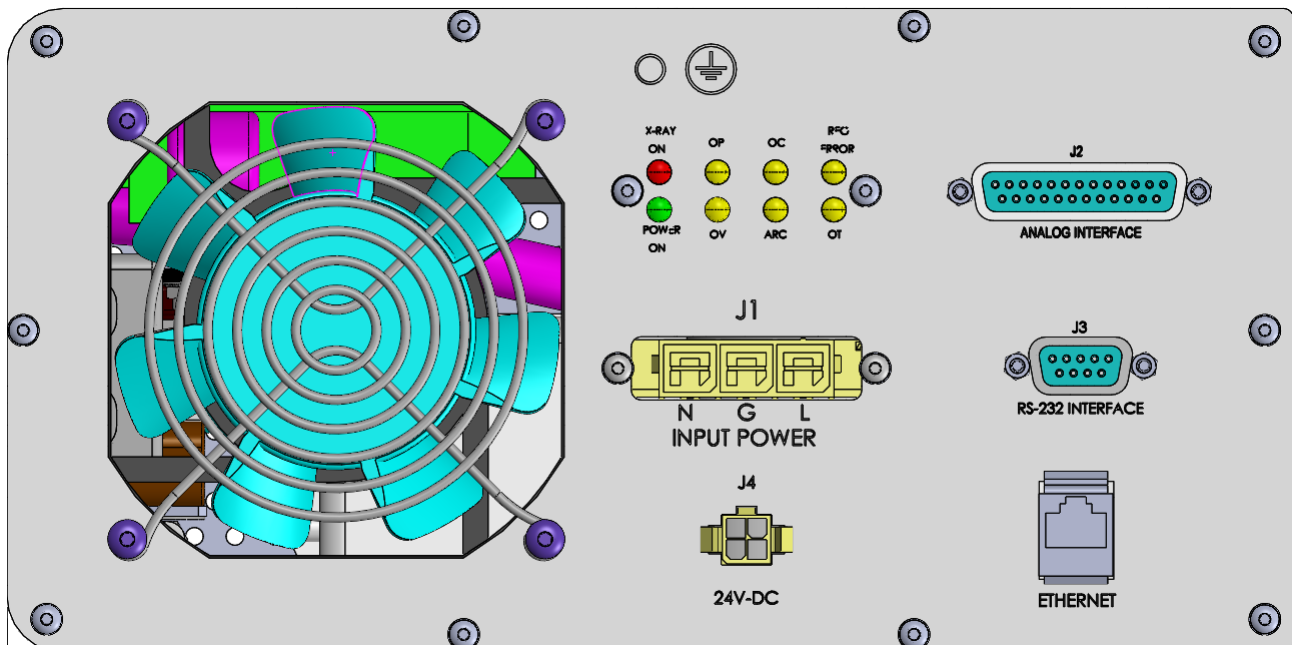 X-RAY ON
OP
OC
REG ERROR
POWER ON
OV
ARC
OT
J2
ANALOG INTERFACE
J1
N G L
INPUT POWER
J3
RS-232 INTERFACE
J4
24V-DC
ETHERNET